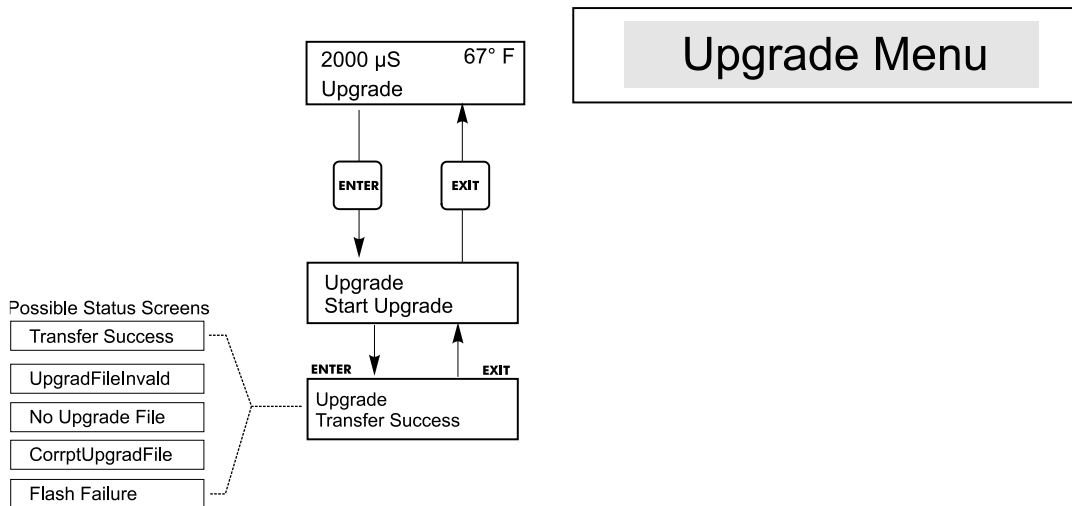 Upgrade Menu
2000 µS 67° F
Upgrade
ENTER EXIT
Upgrade
Start Upgrade
ENTER EXIT
Upgrade
Transfer Success
Possible Status Screens
Transfer Success
UpgradFileInvald
No Upgrade File
CorrptUpgradFile
Flash Failure